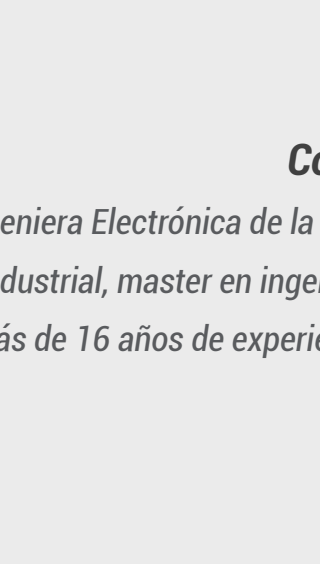 Co
eniera Electrónica de la
dustrial, master en inge
ás de 16 años de experie